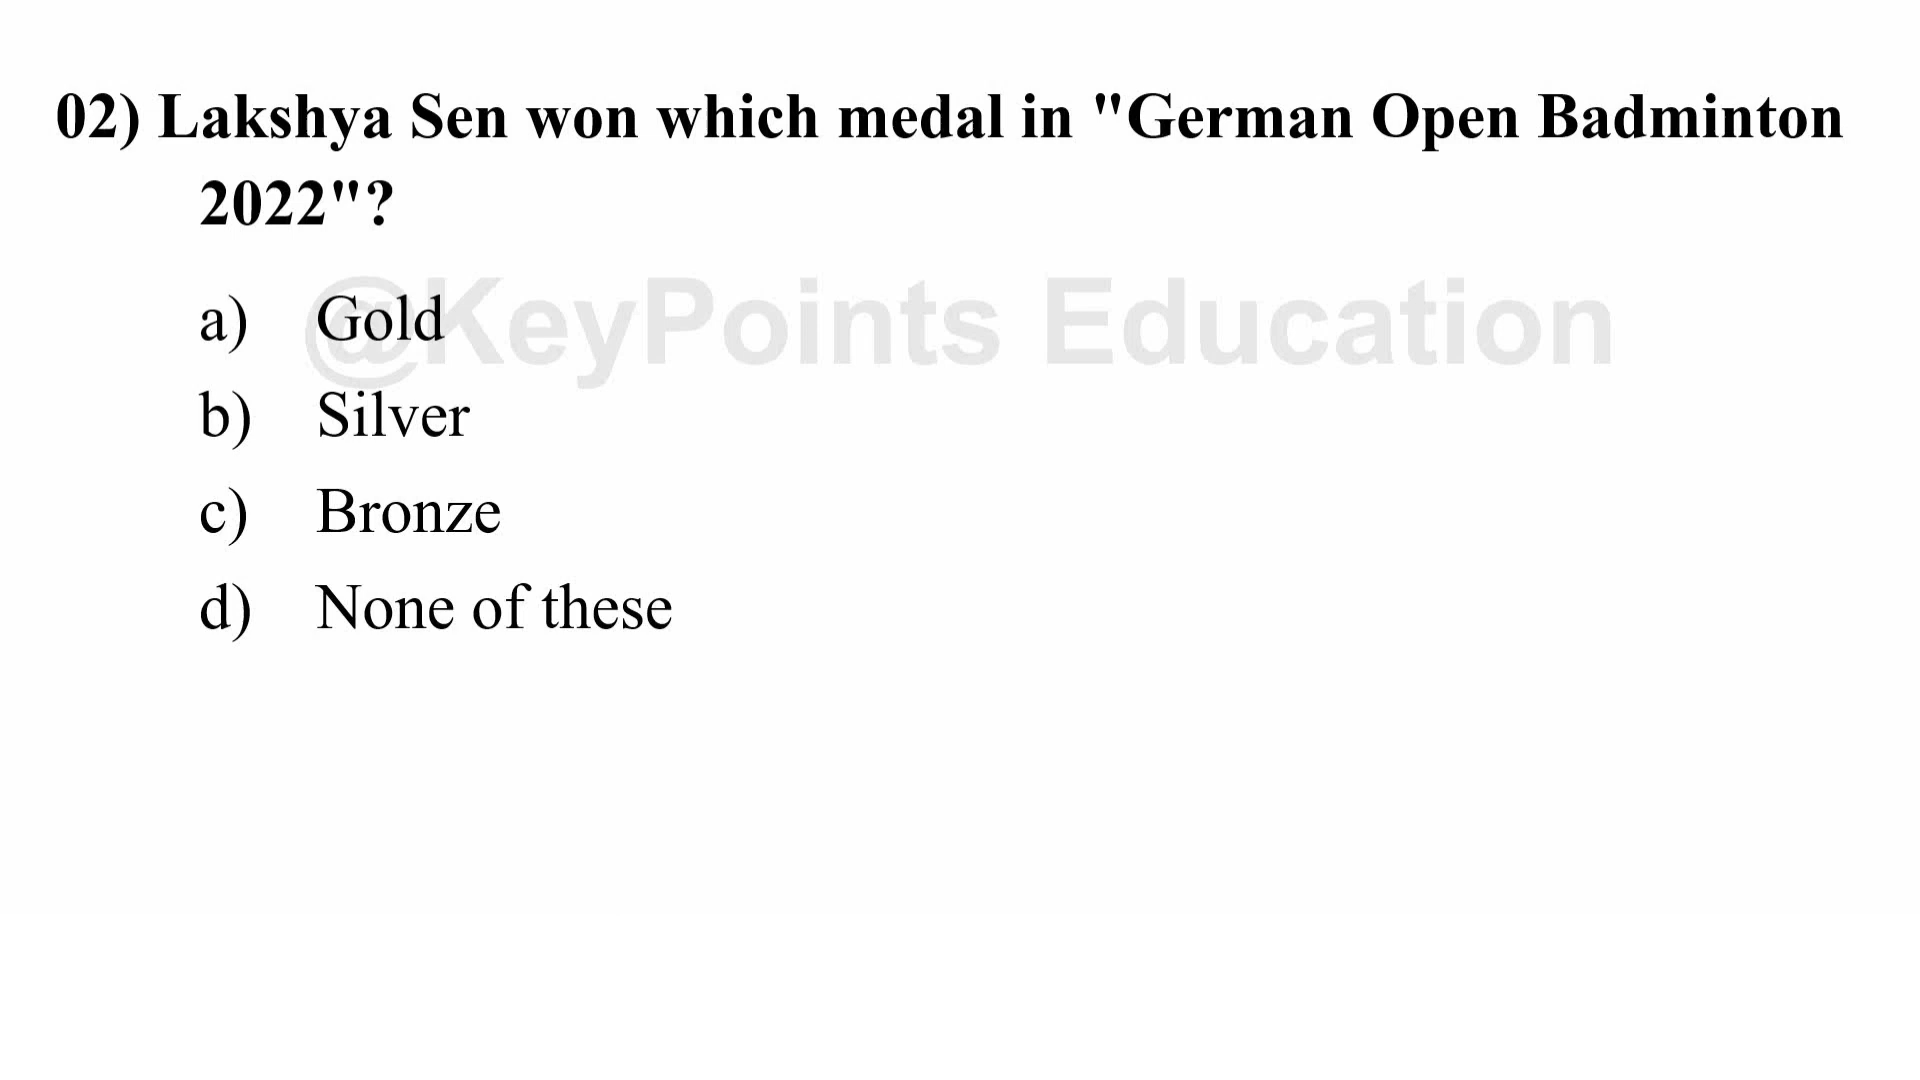 02) Lakshya Sen won which medal in "German Open Badminton
2022"?
@KeyPoints Education
a) Gold
b) Silver
c) Bronze
d) None of these